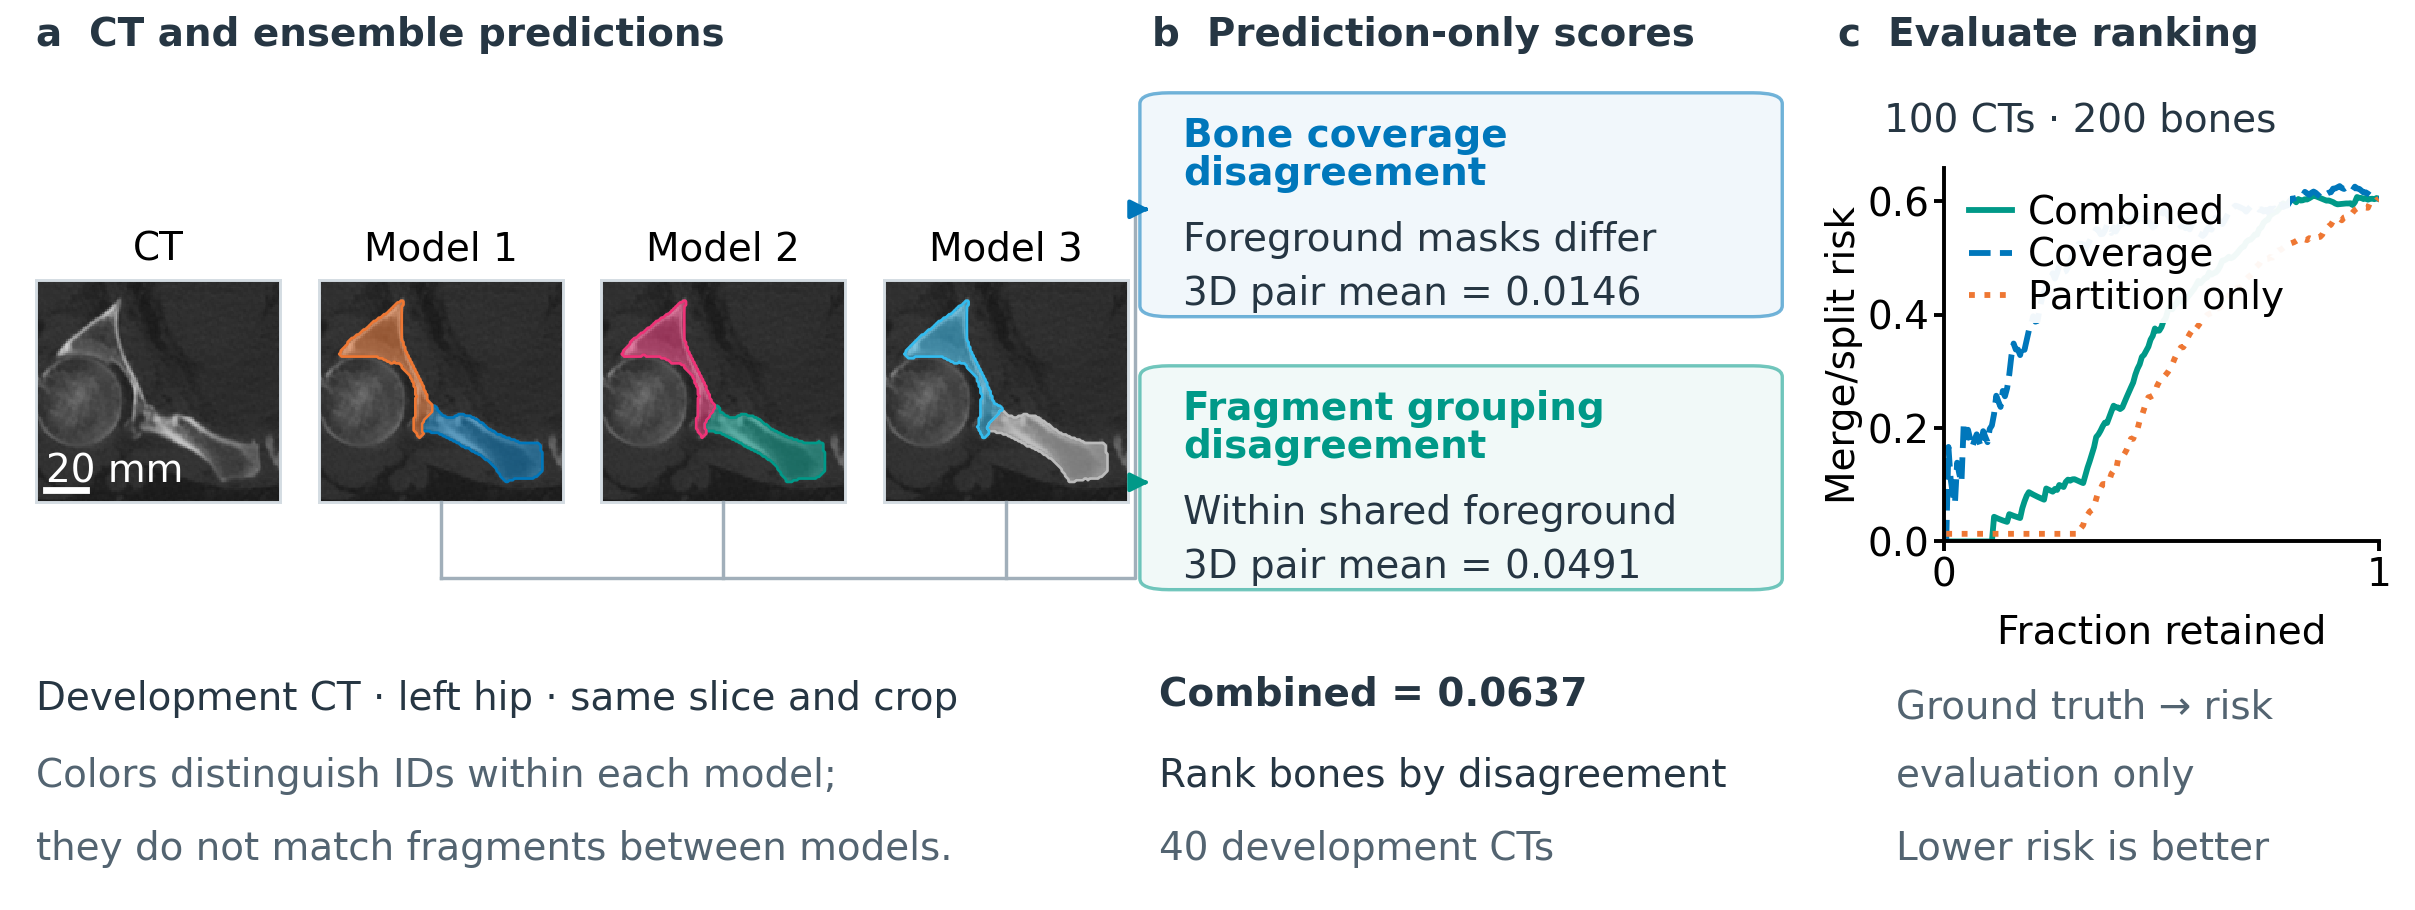 a CT and ensemble predictions
CT
Model 1
Model 2
Model 3
20 mm
Development CT · left hip · same slice and crop
Colors distinguish IDs within each model;
they do not match fragments between models.
b Prediction-only scores
Bone coverage
disagreement
Foreground masks differ
3D pair mean = 0.0146
Fragment grouping
disagreement
Within shared foreground
3D pair mean = 0.0491
Combined = 0.0637
Rank bones by disagreement
40 development CTs
c Evaluate ranking
100 CTs · 200 bones
Merge/split risk
0.6
0.4
0.2
0.0
Combined
Coverage
Partition only
0
1
Fraction retained
Ground truth → risk
evaluation only
Lower risk is better